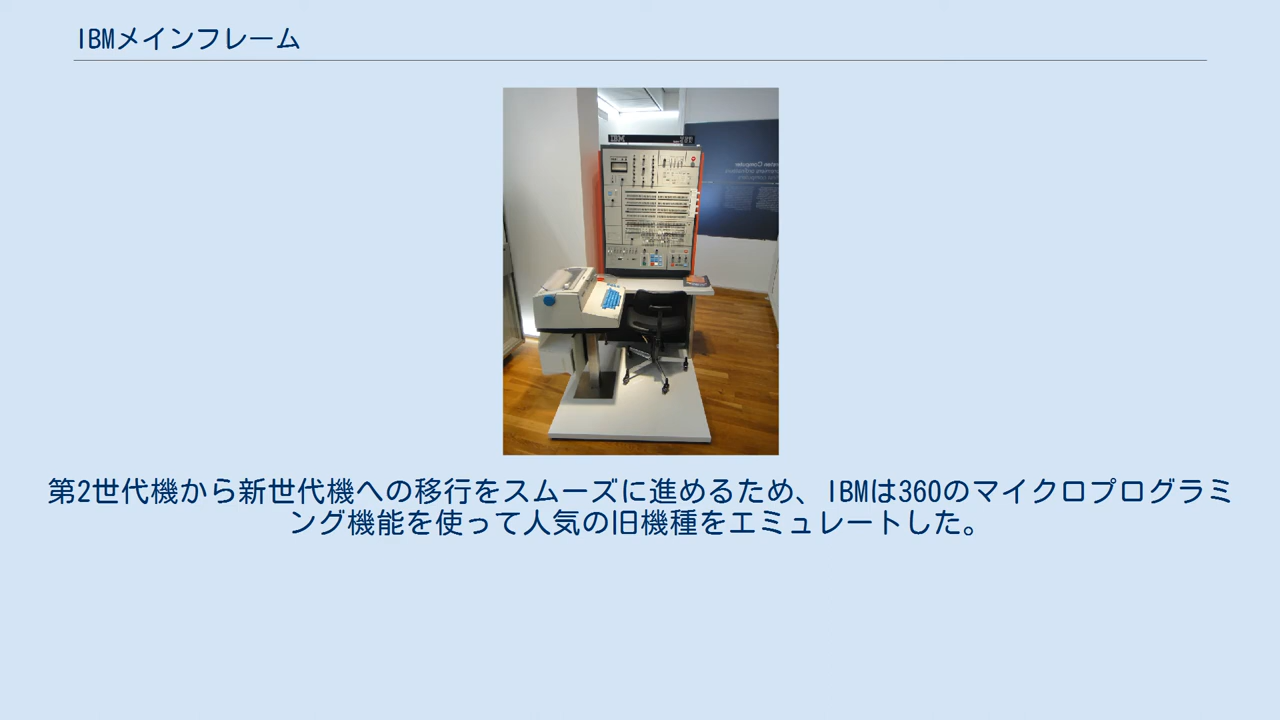 IBMメインフレーム
IBM
第2世代機から新世代機への移行をスムーズに進めるため、IBMは360のマイクロプログラミ
ング機能を使って人気の旧機種をエミュレートした。